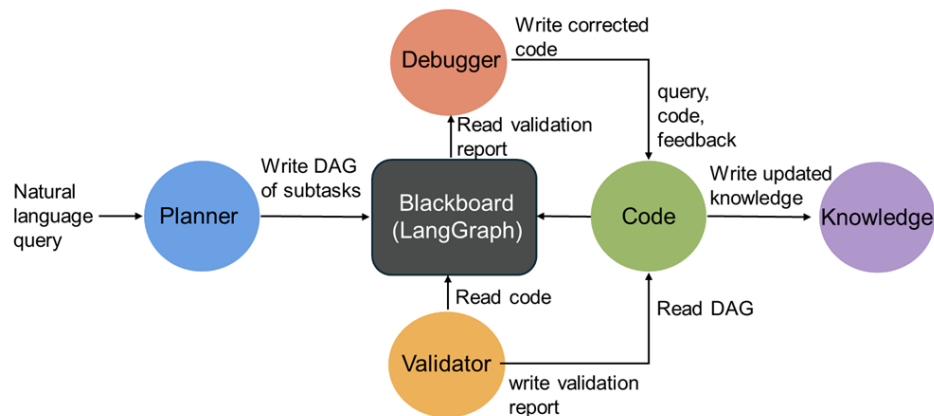 Write corrected
code
Debugger
query,
code,
feedback
Read validation
report
Write DAG
of subtasks
Write updated
knowledge
Natural
language
query
Planner
Blackboard
(LangGraph)
Code
Knowledge
Read code
Read DAG
Validator
write validation
report